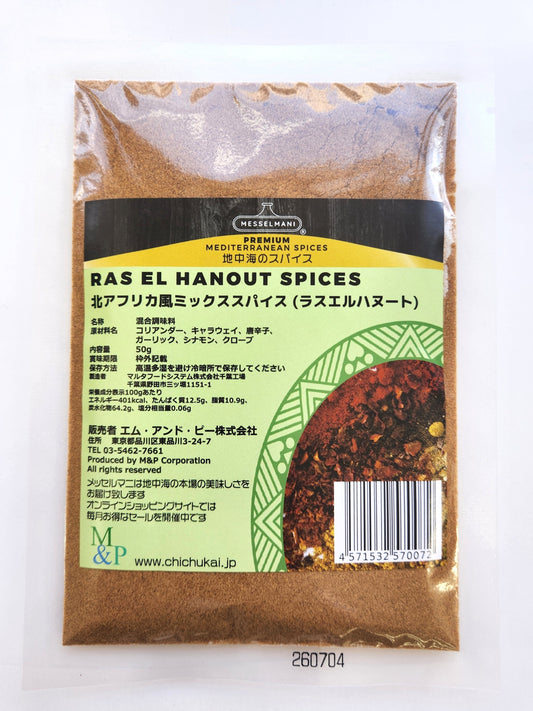 MESSELMANI
®
PREMIUM
MEDITERRANEAN SPICES
地中海のスパイス
RAS EL HANOUT SPICES
北アフリカ風ミックススパイス (ラスエルハヌート)
名称 混合調味料
原材料名 コリアンダー、キャラウェイ、唐辛子、
ガーリック、シナモン、クローブ
内容量 50g
賞味期限 枠外記載
保存方法 高温多湿を避け冷暗所で保存してください
製造者 マルタフードシステム株式会社千葉工場
千葉県野田市三ッ堀1151-1
栄養成分表示100gあたり
エネルギー401kcal、たんぱく質12.5g、脂質10.9g、
炭水化物64.2g、塩分相当量0.06g
販売者 エム・アンド・ピー株式会社
住所 東京都品川区東品川3-24-7
TEL 03-5462-7661
Produced by M&P Corporation
All rights reserved
メッセルマニは地中海の本場の美味しさを
お届け致します
オンラインショッピングサイトでは
毎月お得なセールを開催中です
M
&P
www.chichukai.jp
4 571532 570072
260704